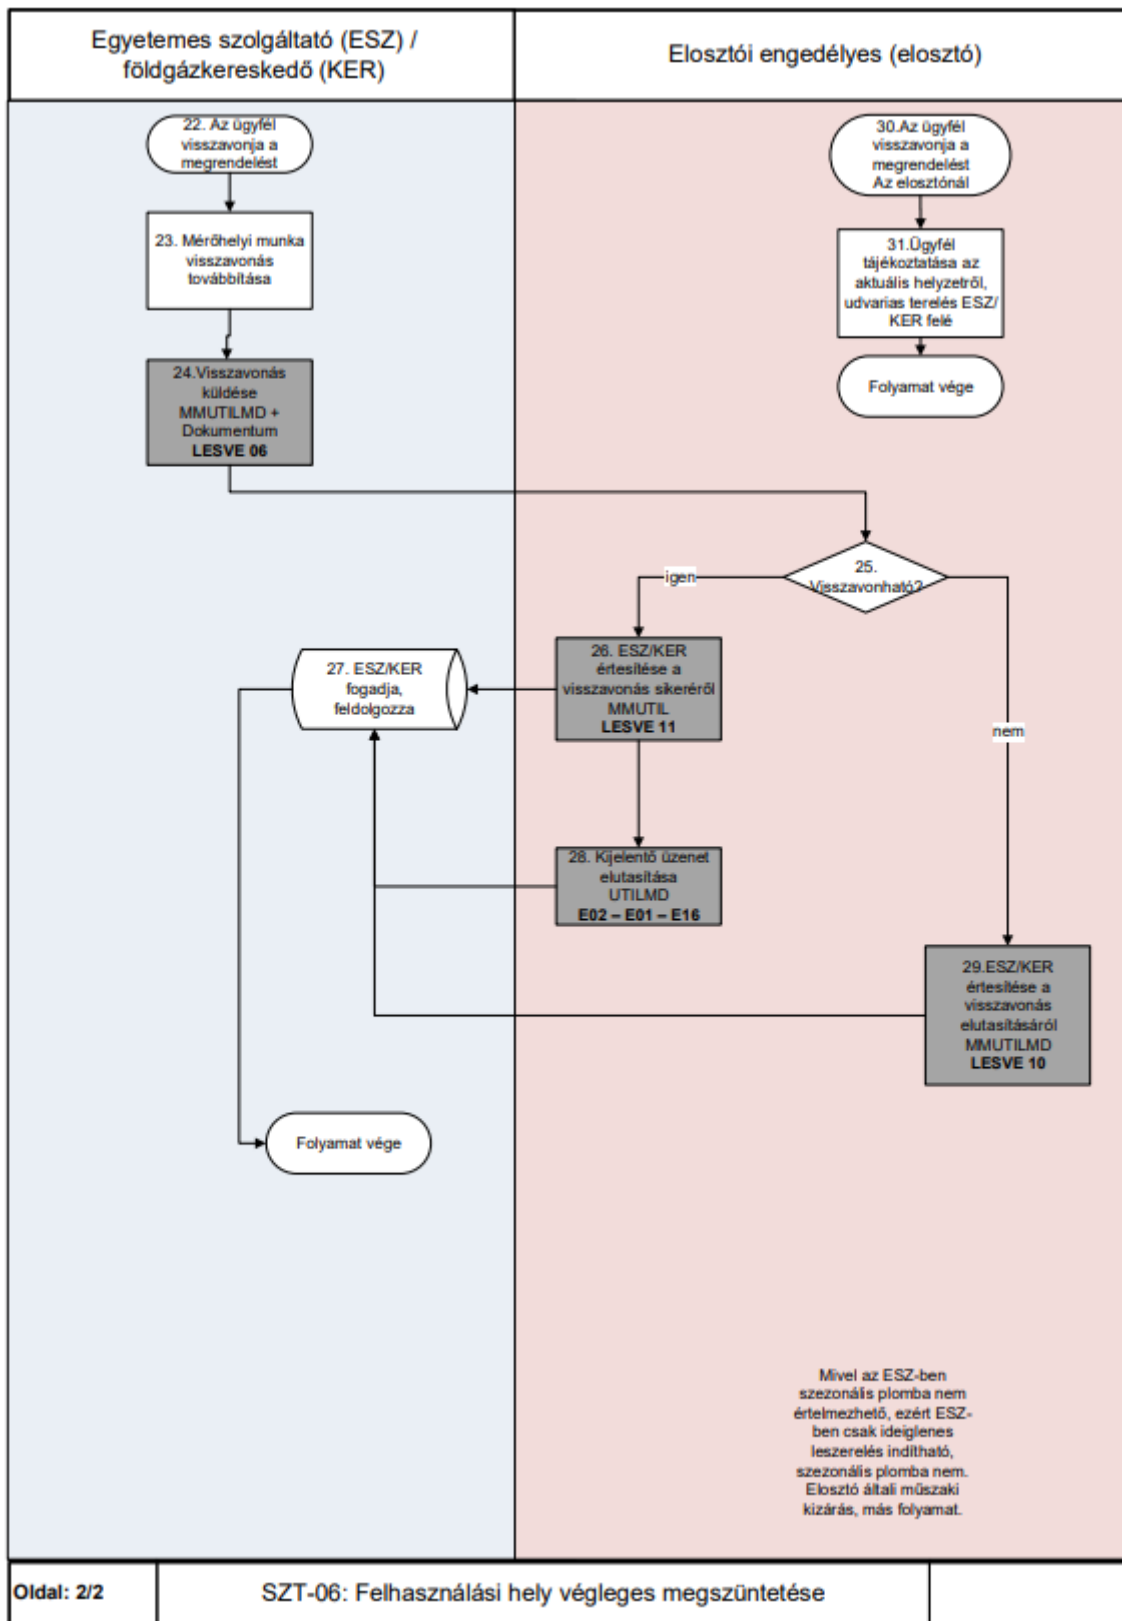 Egyetemes szolgáltató (ESZ) /
földgázkereskedő (KER)
Elosztói engedélyes (elosztó)
22. Az ügyfél
visszavonja a
megrendelést
23. Mérőhelyi munka
visszavonás
továbbítása
24.Visszavonás
küldése
MMUTILMD +
Dokumentum
LESVE 06
30.Az ügyfél
visszavonja a
megrendelést
Az elosztónál
31.Ügyfél
tájékoztatása az
aktuális helyzetről,
udvarias terelés ESZ/
KER felé
Folyamat vége
25.
Visszavonható?
igen
nem
26. ESZ/KER
értesítése a
visszavonás sikeréről
MMUTIL
LESVE 11
27. ESZ/KER
fogadja,
feldolgozza
28. Kijelentő üzenet
elutasítása
UTILMD
E02 – E01 – E16
29.ESZ/KER
értesítése a
visszavonás
elutasításáról
MMUTILMD
LESVE 10
Folyamat vége
Mivel az ESZ-ben
szezonális plomba nem
értelmezhető, ezért ESZ-
ben csak ideiglenes
leszerelés indítható,
szezonális plomba nem.
Elosztó általi műszaki
kizárás, más folyamat.
Oldal: 2/2
SZT-06: Felhasználási hely végleges megszüntetése